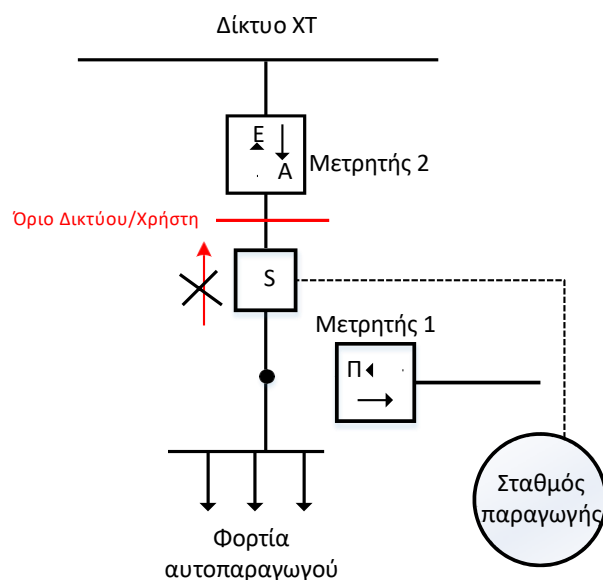 Δίκτυο ΧΤ
Ε
Α
Μετρητής 2
Όριο Δικτύου/Χρήστη
S
Μετρητής 1
Π
Σταθμός
παραγωγής
Φορτία
αυτοπαραγωγού